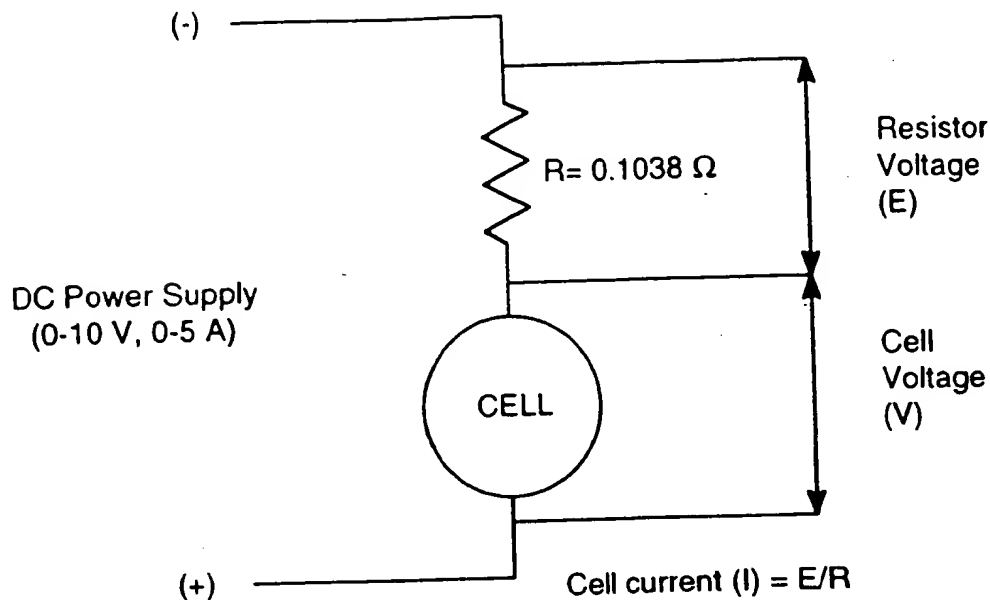 (-)
Resistor
Voltage
(E)
R= 0.1038 Ω
DC Power Supply
(0-10 V, 0-5 A)
CELL
Cell
Voltage
(V)
(+)
Cell current (I) = E/R